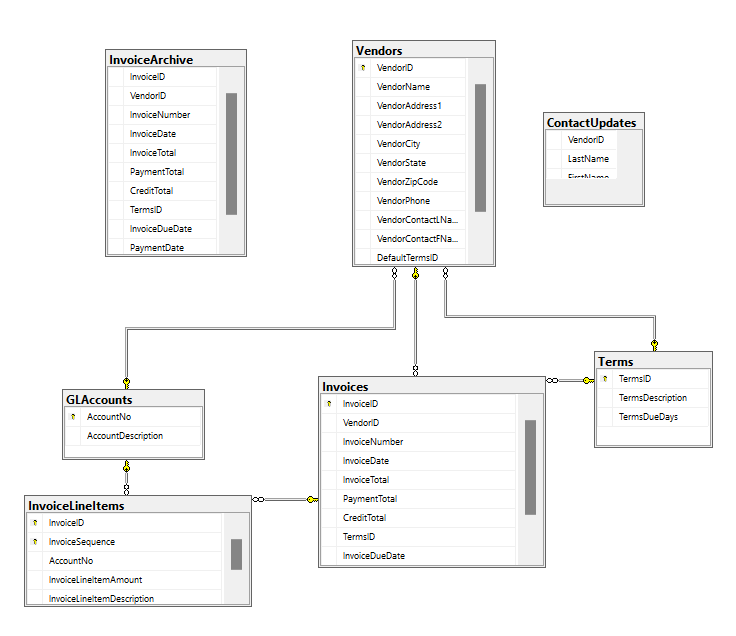 InvoiceArchive
InvoiceID
VendorID
InvoiceNumber
InvoiceDate
InvoiceTotal
PaymentTotal
CreditTotal
TermsID
InvoiceDueDate
PaymentDate
Vendors
VendorID
VendorName
VendorAddress1
VendorAddress2
VendorCity
VendorState
VendorZipCode
VendorPhone
VendorContactLNa...
VendorContactFNa...
DefaultTermsID
ContactUpdates
VendorID
LastName
FirstName
GLAccounts
AccountNo
AccountDescription
Invoices
InvoiceID
VendorID
InvoiceNumber
InvoiceDate
InvoiceTotal
PaymentTotal
CreditTotal
TermsID
InvoiceDueDate
Terms
TermsID
TermsDescription
TermsDueDays
InvoiceLineItems
InvoiceID
InvoiceSequence
AccountNo
InvoiceLineItemAmount
InvoiceLineItemDescription